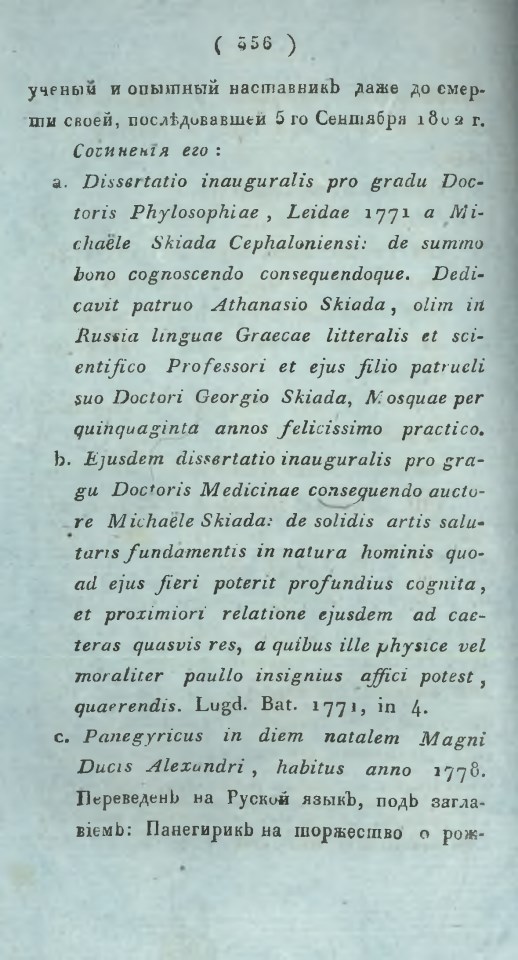 ( 356 )
ученый и опытный наставникъ даже до смер-
ти своей, послѣдовавшей 5 го Сентября 1802 г.
Сочиненія его :
a. Dissertatio inauguralis pro gradu Doc-
toris Phylosophiae , Leidae 1771 a Mi-
chaële Skiada Cephaloniensi: de summo
bono cognoscendo consequendoque. Dedi-
cavit patruo Athanasio Skiada , olim in
Russia linguae Graecae litteralis et sci-
entifico Professori et ejus filio patrueli
suo Doctori Georgio Skiada, Mosquae per
quinquaginta annos felicissimo practico.
b. Ejusdem dissertatio inauguralis pro gra-
gu Doctoris Medicinae consequendo aucto-
re Michaële Skiada: de solidis artis salu-
taris fundamentis in natura hominis quo-
ad ejus fieri poterit profundius cognita ,
et proximiori relatione ejusdem ad cae-
teras quasvis res, a quibus ille physice vel
moraliter paullo insignius affici potest ,
quaerendis. Lugd. Bat. 1771, in 4.
c. Panegyricus in diem natalem Magni
Ducis Alexandri , habitus anno 1778.
Переведенъ на Руской языкъ, подъ загла-
віемъ: Панегирикъ на торжество о рож-